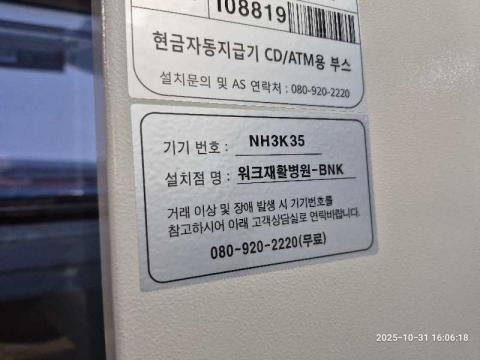 108819
현금자동지급기 CD/ATM용 부스
설치문의 및 AS 연락처 : 080-920-2220
기기 번호 : NH3K35
설치점 명 : 워크재활병원-BNK
거래 이상 및 장애 발생 시 기기번호를
참고하시어 아래 고객상담실로 연락바랍니다.
080-920-2220(무료)
2025-10-31 16:06:18